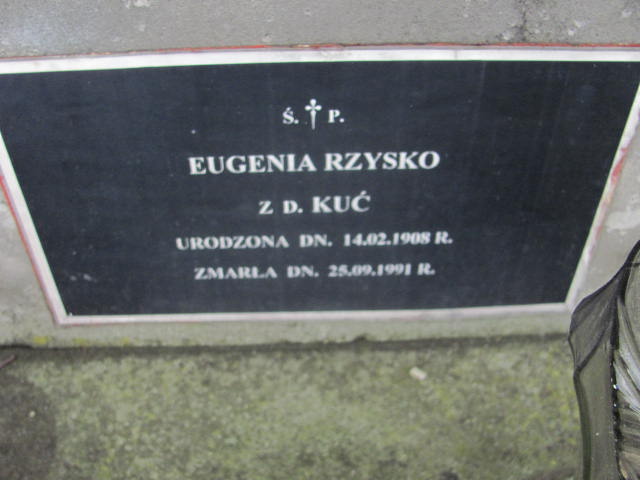 Ś. † P.
EUGENIA RZYSKO
Z D. KUĆ
URODZONA DN. 14.02.1908 R.
ZMARŁA DN. 25.09.1991 R.